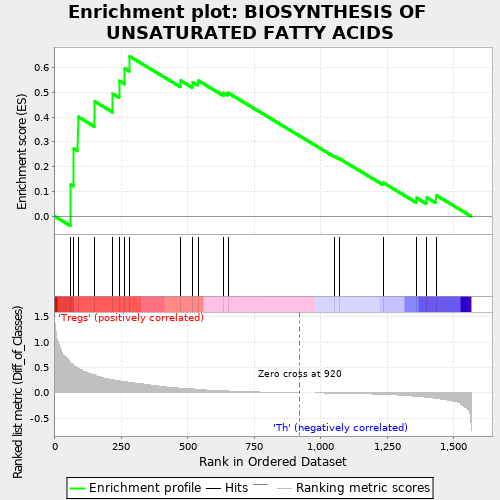 Enrichment plot: BIOSYNTHESIS OF
UNSATURATED FATTY ACIDS
Enrichment score (ES)
0.6
0.5
0.4
0.3
0.2
0.1
0.0
'Tregs' (positively correlated)
Ranked list metric (Diff_of_Classes)
1.5
1.0
0.5
0.0
-0.5
Zero cross at 920
'Th' (negatively correlated)
0
250
500
750
1,000
1,250
1,500
Rank in Ordered Dataset
Enrichment profile
Hits
Ranking metric scores